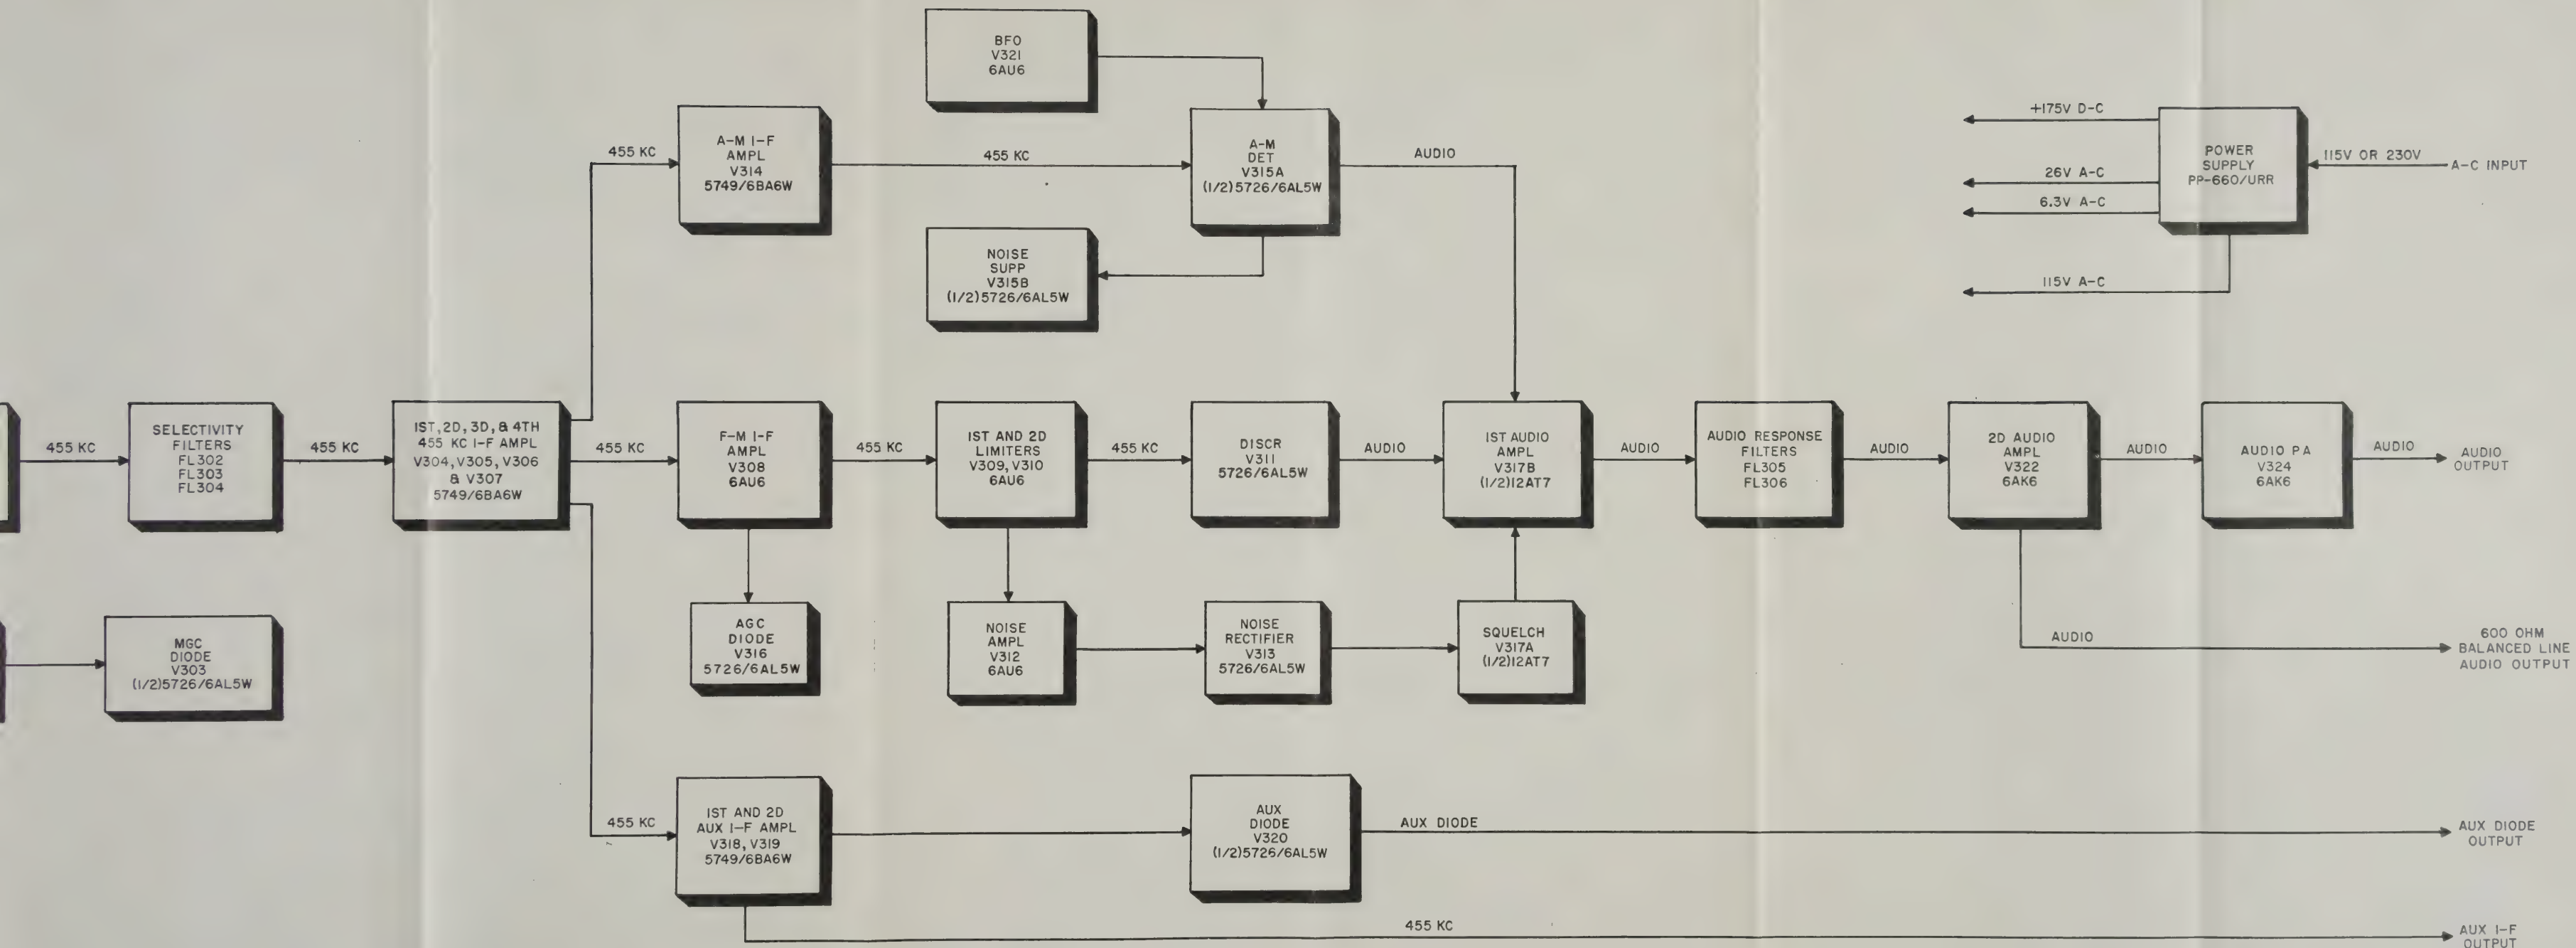 BFO
V321
6AU6
A-M I-F
AMPL
V314
5749/6BA6W
455 KC
455 KC
A-M
DET
V315A
(1/2)5726/6AL5W
AUDIO
NOISE
SUPP
V315B
(1/2)5726/6AL5W
+175V D-C
26V A-C
6.3V A-C
115V A-C
POWER
SUPPLY
PP-660/URR
115V OR 230V
A-C INPUT
455 KC
SELECTIVITY
FILTERS
FL302
FL303
FL304
455 KC
1ST, 2D, 3D, & 4TH
455 KC I-F AMPL
V304, V305, V306
& V307
5749/6BA6W
455 KC
F-M I-F
AMPL
V308
6AU6
455 KC
1ST AND 2D
LIMITERS
V309, V310
6AU6
455 KC
DISCR
V311
5726/6AL5W
AUDIO
1ST AUDIO
AMPL
V317B
(1/2)12AT7
AUDIO
AUDIO RESPONSE
FILTERS
FL305
FL306
AUDIO
2D AUDIO
AMPL
V322
6AK6
AUDIO
AUDIO PA
V324
6AK6
AUDIO
AUDIO
OUTPUT
MGC
DIODE
V303
(1/2)5726/6AL5W
AGC
DIODE
V316
5726/6AL5W
NOISE
AMPL
V312
6AU6
NOISE
RECTIFIER
V313
5726/6AL5W
SQUELCH
V317A
(1/2)12AT7
AUDIO
600 OHM
BALANCED LINE
AUDIO OUTPUT
455 KC
1ST AND 2D
AUX I-F AMPL
V318, V319
5749/6BA6W
AUX
DIODE
V320
(1/2)5726/6AL5W
AUX DIODE
AUX DIODE
OUTPUT
455 KC
AUX I-F
OUTPUT